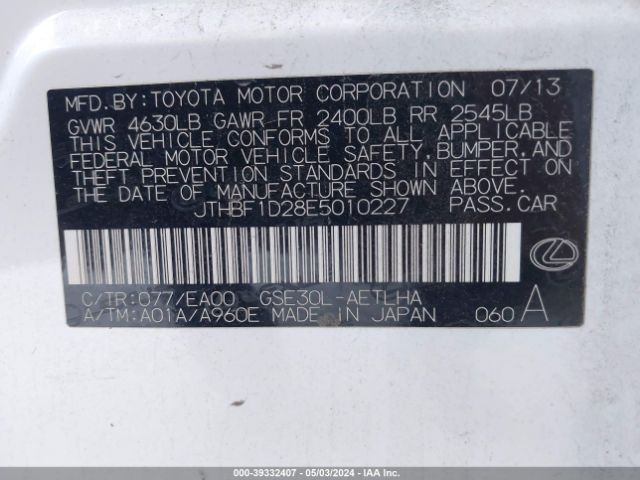 MFD.BY:TOYOTA MOTOR CORPORATION 07/13
GVWR 4630LB GAWR FR 2400LB RR 2545LB
THIS VEHICLE CONFORMS TO ALL APPLICABLE
FEDERAL MOTOR VEHICLE SAFETY,BUMPER,AND
THEFT PREVENTION STANDARDS IN EFFECT ON
THE DATE OF MANUFACTURE SHOWN ABOVE.
JTHBF1D28E5010227 PASS.CAR
C/TR:077/EA00 GSE30L-AETLHA
A/TM:A01A/A960E MADE IN JAPAN 060 A
000-39332407 - 05/03/2024 - IAA Inc.